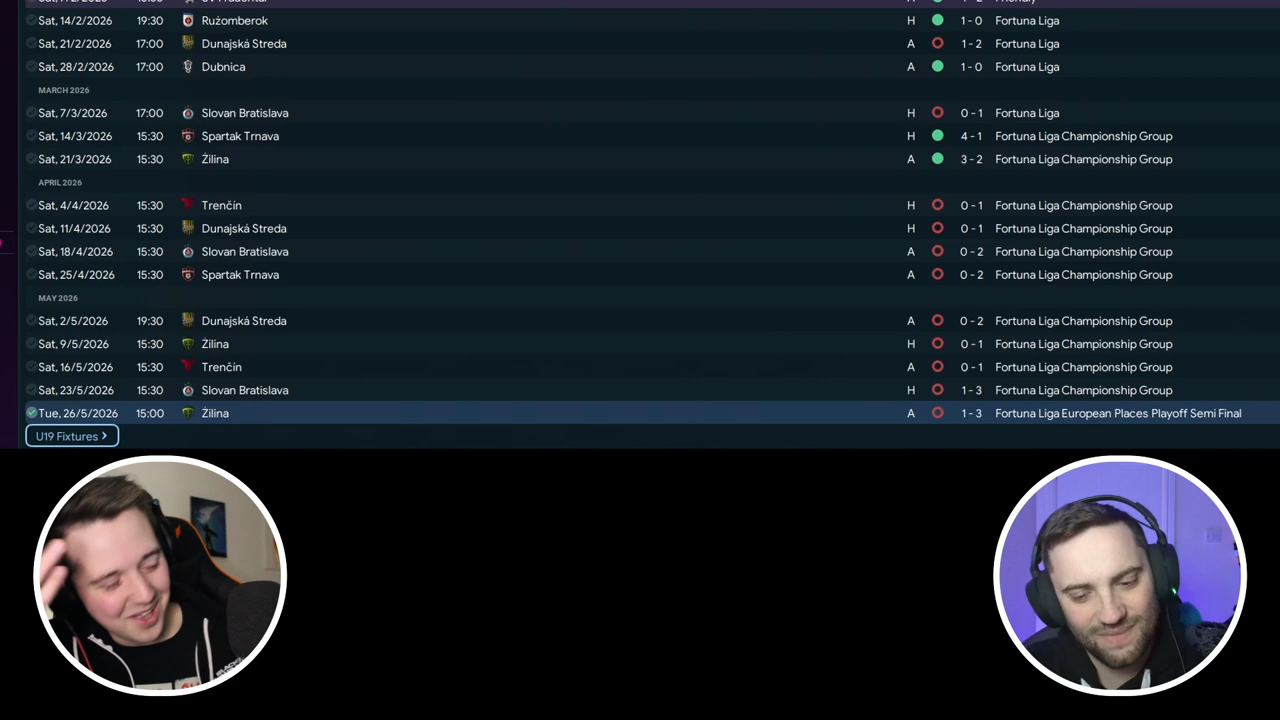 Sat, 14/2/2026 19:30 Ružomberok H 1 - 0 Fortuna Liga
Sat, 21/2/2026 17:00 Dunajská Streda A 1 - 2 Fortuna Liga
Sat, 28/2/2026 17:00 Dubnica A 1 - 0 Fortuna Liga
MARCH 2026
Sat, 7/3/2026 17:00 Slovan Bratislava H 0 - 1 Fortuna Liga
Sat, 14/3/2026 15:30 Spartak Trnava H 4 - 1 Fortuna Liga Championship Group
Sat, 21/3/2026 15:30 Žilina A 3 - 2 Fortuna Liga Championship Group
APRIL 2026
Sat, 4/4/2026 15:30 Trenčín H 0 - 1 Fortuna Liga Championship Group
Sat, 11/4/2026 15:30 Dunajská Streda H 0 - 1 Fortuna Liga Championship Group
Sat, 18/4/2026 15:30 Slovan Bratislava A 0 - 2 Fortuna Liga Championship Group
Sat, 25/4/2026 15:30 Spartak Trnava A 0 - 2 Fortuna Liga Championship Group
MAY 2026
Sat, 2/5/2026 19:30 Dunajská Streda A 0 - 2 Fortuna Liga Championship Group
Sat, 9/5/2026 15:30 Žilina H 0 - 1 Fortuna Liga Championship Group
Sat, 16/5/2026 15:30 Trenčín A 0 - 1 Fortuna Liga Championship Group
Sat, 23/5/2026 15:30 Slovan Bratislava H 1 - 3 Fortuna Liga Championship Group
Tue, 26/5/2026 15:00 Žilina A 1 - 3 Fortuna Liga European Places Playoff Semi Final
U19 Fixtures >